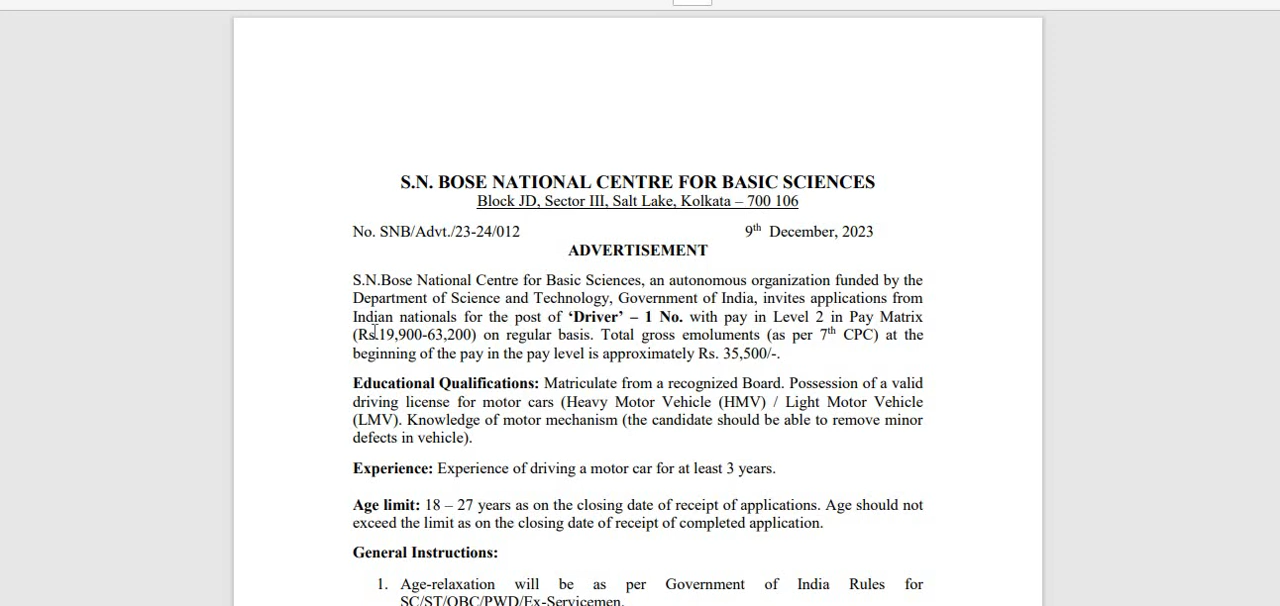 S.N. BOSE NATIONAL CENTRE FOR BASIC SCIENCES
Block JD, Sector III, Salt Lake, Kolkata – 700 106
No. SNB/Advt./23-24/012 9th December, 2023
ADVERTISEMENT
S.N.Bose National Centre for Basic Sciences, an autonomous organization funded by the
Department of Science and Technology, Government of India, invites applications from
Indian nationals for the post of ‘Driver’ – 1 No. with pay in Level 2 in Pay Matrix
(Rs.19,900-63,200) on regular basis. Total gross emoluments (as per 7th CPC) at the
beginning of the pay in the pay level is approximately Rs. 35,500/-.
Educational Qualifications: Matriculate from a recognized Board. Possession of a valid
driving license for motor cars (Heavy Motor Vehicle (HMV) / Light Motor Vehicle
(LMV). Knowledge of motor mechanism (the candidate should be able to remove minor
defects in vehicle).
Experience: Experience of driving a motor car for at least 3 years.
Age limit: 18 – 27 years as on the closing date of receipt of applications. Age should not
exceed the limit as on the closing date of receipt of completed application.
General Instructions:
1. Age-relaxation will be as per Government of India Rules for
SC/ST/OBC/PWD/Ex-Servicemen.